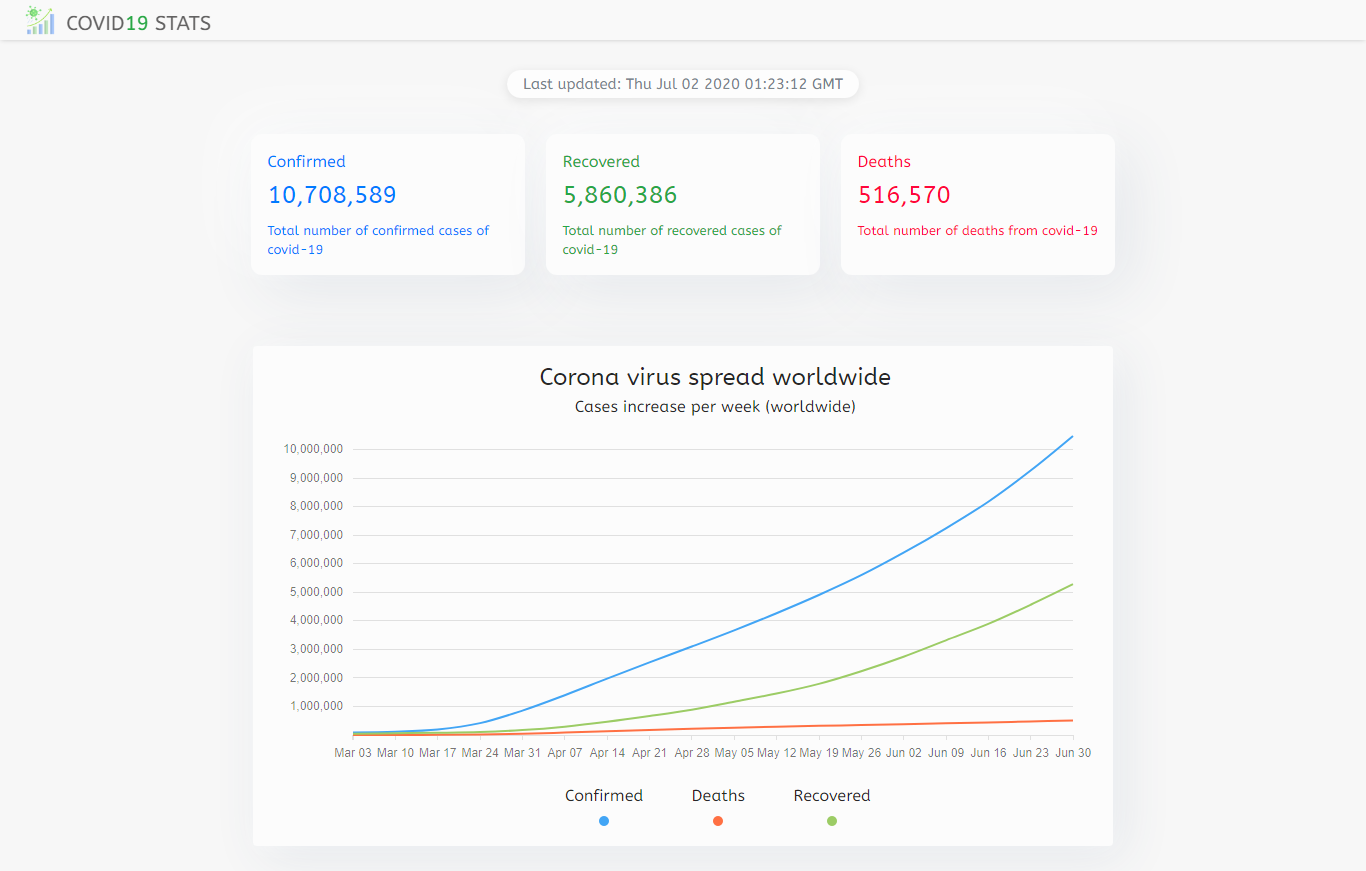 COVID19 STATS
Last updated: Thu Jul 02 2020 01:23:12 GMT
Confirmed
10,708,589
Total number of confirmed cases of
covid-19
Recovered
5,860,386
Total number of recovered cases of
covid-19
Deaths
516,570
Total number of deaths from covid-19
Corona virus spread worldwide
Cases increase per week (worldwide)
10,000,000
9,000,000
8,000,000
7,000,000
6,000,000
5,000,000
4,000,000
3,000,000
2,000,000
1,000,000
Mar 03 Mar 10 Mar 17 Mar 24 Mar 31 Apr 07 Apr 14 Apr 21 Apr 28 May 05 May 12 May 19 May 26 Jun 02 Jun 09 Jun 16 Jun 23 Jun 30
Confirmed Deaths Recovered